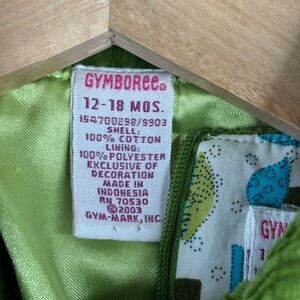 GYMBOREE®
12-18 MOS.
154700298/9903
SHELL:
100% COTTON
LINING:
100% POLYESTER
EXCLUSIVE OF
DECORATION
MADE IN
INDONESIA
RN 70530
©2003
GYM-MARK, INC.
GYM